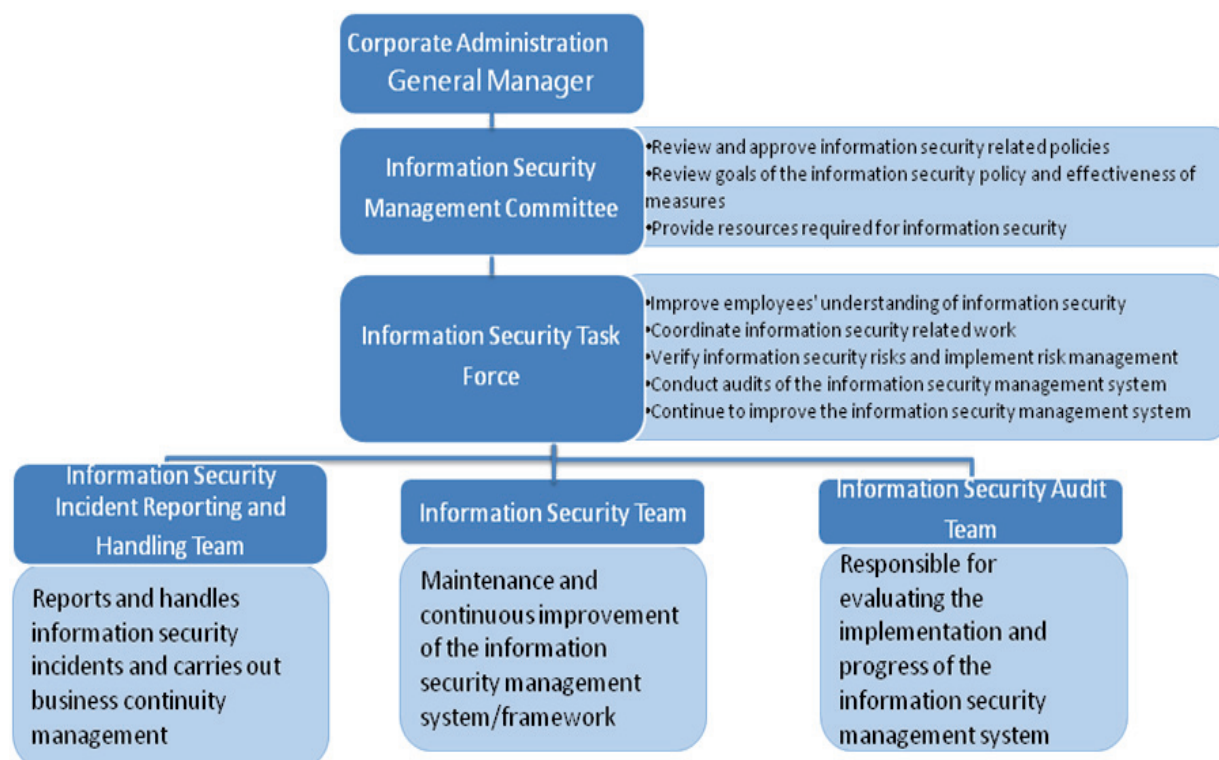 Corporate Administration
General Manager
Information Security
Management Committee
•Review and approve information security related policies
•Review goals of the information security policy and effectiveness of
measures
•Provide resources required for information security
Information Security Task
Force
•Improve employees' understanding of information security
•Coordinate information security related work
•Verify information security risks and implement risk management
•Conduct audits of the information security management system
•Continue to improve the information security management system
Information Security
Incident Reporting and
Handling Team
Reports and handles
information security
incidents and carries out
business continuity
management
Information Security Team
Maintenance and
continuous improvement
of the information
security management
system/framework
Information Security Audit
Team
Responsible for
evaluating the
implementation and
progress of the
information security
management system